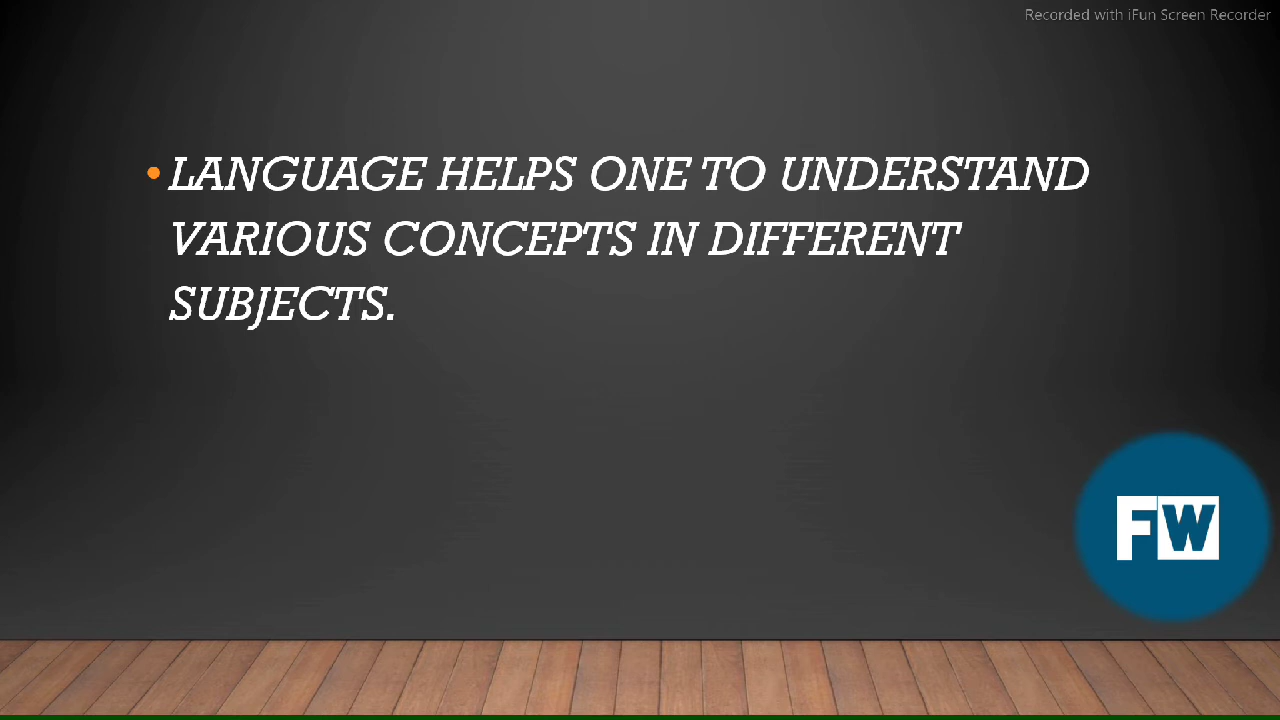 Recorded with iFun Screen Recorder
• LANGUAGE HELPS ONE TO UNDERSTAND
VARIOUS CONCEPTS IN DIFFERENT
SUBJECTS.
FW